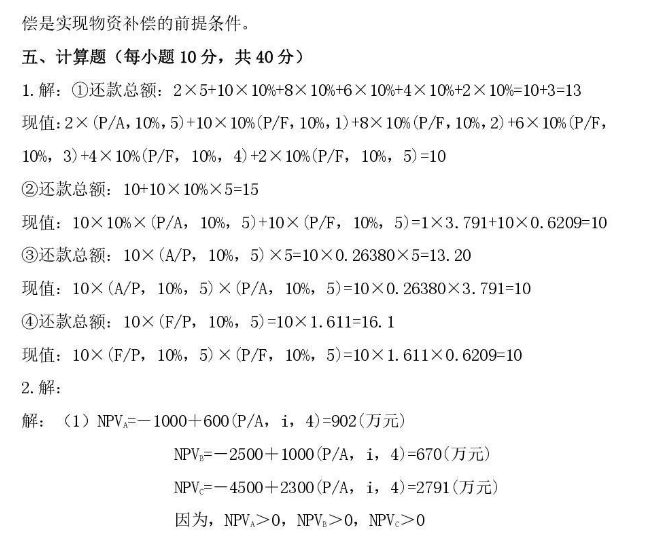 偿是实现物资补偿的前提条件。
五、计算题（每小题 10 分，共 40 分）
1.解：①还款总额：2×5+10×10%+8×10%+6×10%+4×10%+2×10%=10+3=13
现值：2×(P/A,10%,5)+10×10%(P/F,10%,1)+8×10%(P/F,10%,2)+6×10%(P/F,
10%，3)+4×10%(P/F，10%，4)+2×10%(P/F，10%，5)=10
②还款总额：10+10×10%×5=15
现值：10×10%×(P/A，10%，5)+10×(P/F，10%，5)=1×3.791+10×0.6209=10
③还款总额：10×(A/P，10%，5)×5=10×0.26380×5=13.20
现值：10×(A/P，10%，5)×(P/A，10%，5)=10×0.26380×3.791=10
④还款总额：10×(F/P，10%，5)=10×1.611=16.1
现值：10×(F/P，10%，5)×(P/F，10%，5)=10×1.611×0.6209=10
2.解：
解：（1）NPVA=－1000＋600(P/A，i，4)=902(万元)
NPVB=－2500＋1000(P/A，i，4)=670(万元)
NPVC=－4500＋2300(P/A，i，4)=2791(万元)
因为，NPVA＞0，NPVB＞0，NPVC＞0